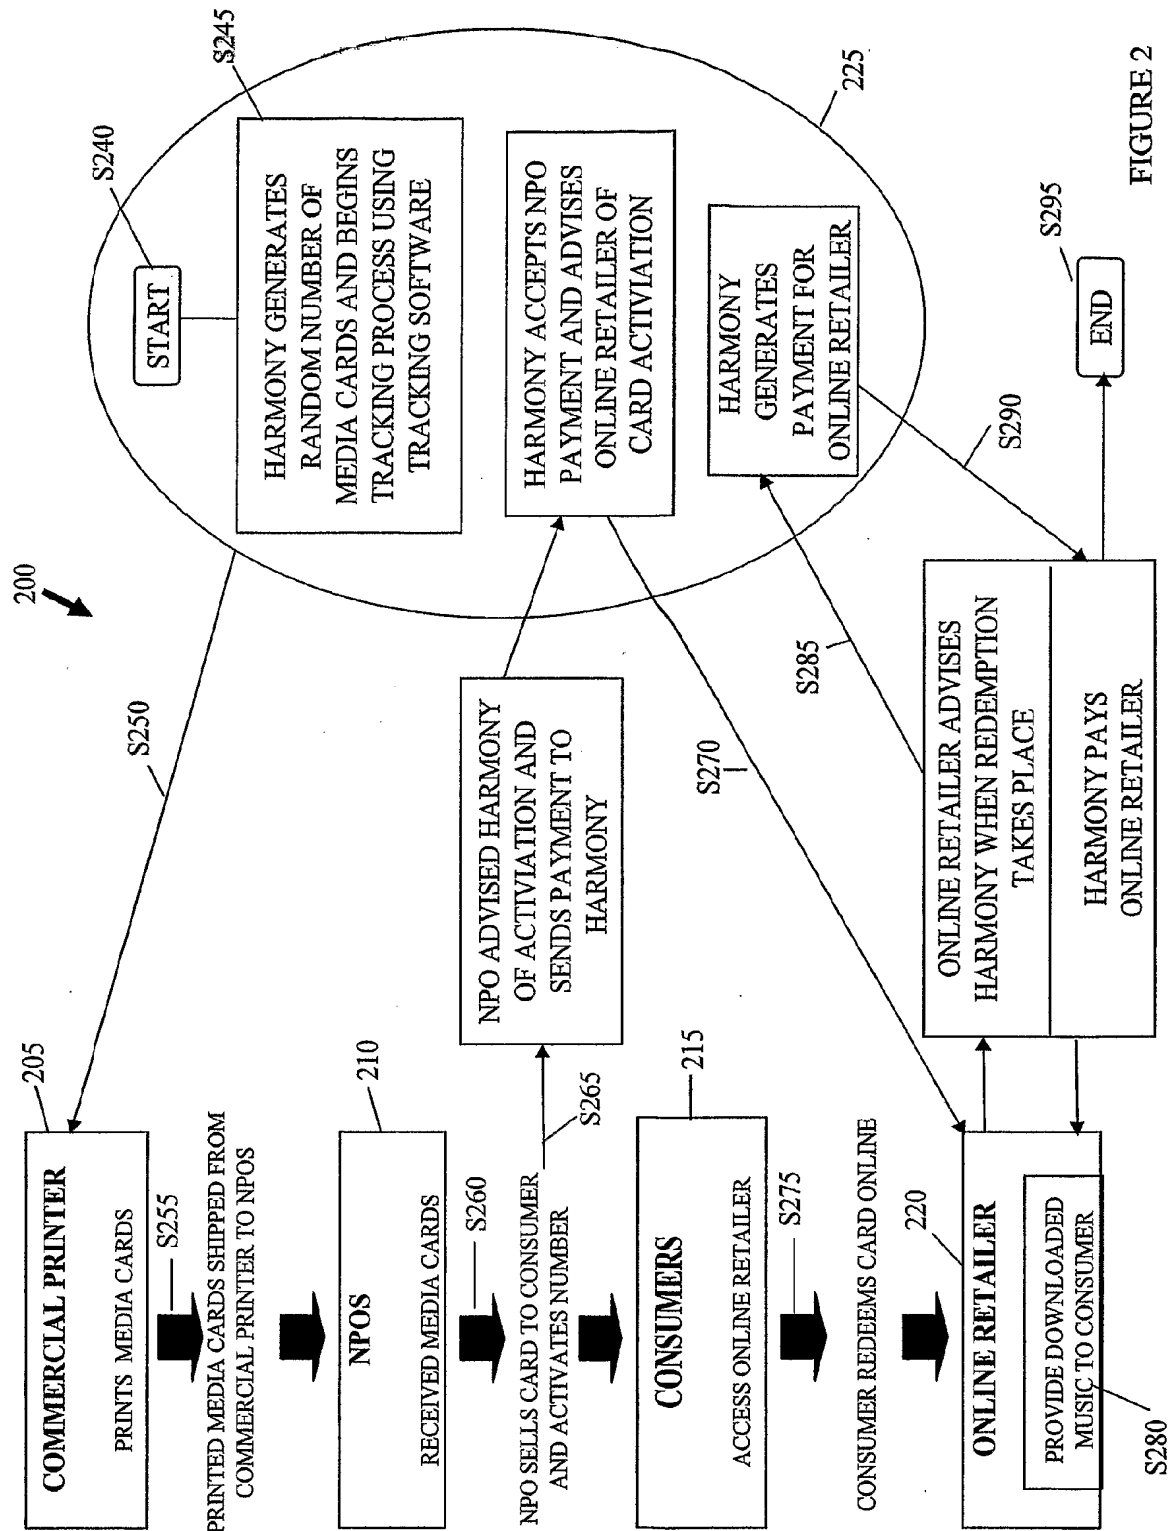 200
S240
START
S245
HARMONY GENERATES
RANDOM NUMBER OF
MEDIA CARDS AND BEGINS
TRACKING PROCESS USING
TRACKING SOFTWARE
S250
COMMERCIAL PRINTER
PRINTS MEDIA CARDS
205
S255
PRINTED MEDIA CARDS SHIPPED FROM
COMMERCIAL PRINTER TO NPOS
NPOS
RECEIVED MEDIA CARDS
210
S260
NPO SELLS CARD TO CONSUMER
AND ACTIVATES NUMBER
S265
NPO ADVISED HARMONY
OF ACTIVIATION AND
SENDS PAYMENT TO
HARMONY
HARMONY ACCEPTS NPO
PAYMENT AND ADVISES
ONLINE RETAILER OF
CARD ACTIVIATION
225
S270
CONSUMERS
ACCESS ONLINE RETAILER
215
S275
CONSUMER REDEEMS CARD ONLINE
220
ONLINE RETAILER
PROVIDE DOWNLOADED
MUSIC TO CONSUMER
S280
ONLINE RETAILER ADVISES
HARMONY WHEN REDEMPTION
TAKES PLACE
HARMONY PAYS
ONLINE RETAILER
S285
HARMONY
GENERATES
PAYMENT FOR
ONLINE RETAILER
S290
END
S295
FIGURE 2